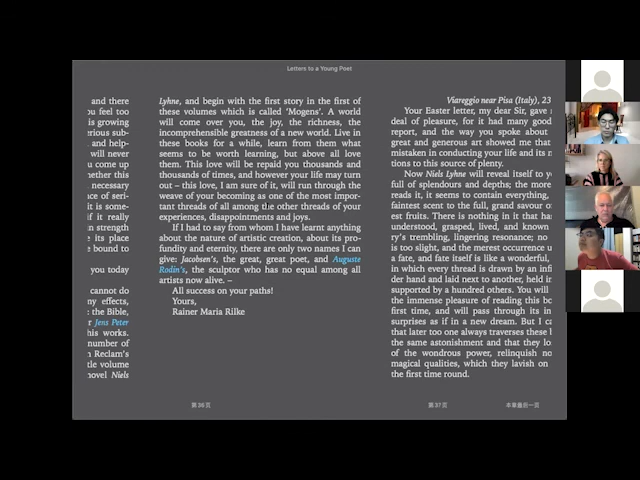 Letters to a Young Poet
and there
ou feel too
is growing
erious sub-
and help-
will never
u come up
hether this
necessary
ce of seri-
it is some-
if it really
n strength
e its place
e bound to
you today
cannot do
ny effects,
: the Bible,
r Jens Peter
his works.
number of
n Reclam's
tle volume
novel Niels
Lyhne, and begin with the first story in the first of
these volumes which is called 'Mogens'. A world
will come over you, the joy, the richness, the
incomprehensible greatness of a new world. Live in
these books for a while, learn from them what
seems to be worth learning, but above all love
them. This love will be repaid you thousands and
thousands of times, and however your life may turn
out – this love, I am sure of it, will run through the
weave of your becoming as one of the most impor-
tant threads of all among the other threads of your
experiences, disappointments and joys.
If I had to say from whom I have learnt anything
about the nature of artistic creation, about its pro-
fundity and eternity, there are only two names I can
give: Jacobsen's, the great, great poet, and Auguste
Rodin's, the sculptor who has no equal among all
artists now alive. –
All success on your paths!
Yours,
Rainer Maria Rilke
第36页
Viareggio near Pisa (Italy), 23
Your Easter letter, my dear Sir, gave
deal of pleasure, for it had many good
report, and the way you spoke about
great and generous art showed me that
mistaken in conducting your life and its n
tions to this source of plenty.
Now Niels Lyhne will reveal itself to y
full of splendours and depths; the more
reads it, it seems to contain everything,
faintest scent to the full, grand savour o
est fruits. There is nothing in it that ha
understood, grasped, lived, and known
ry's trembling, lingering resonance; no
is too slight, and the merest occurrence u
a fate, and fate itself is like a wonderful,
in which every thread is drawn by an infi
der hand and laid next to another, held in
supported by a hundred others. You will
the immense pleasure of reading this bo
first time, and will pass through its in
surprises as if in a new dream. But I c
that later too one always traverses these l
the same astonishment and that they lo
of the wondrous power, relinquish no
magical qualities, which they lavish on
the first time round.
第37页
本章最后一页